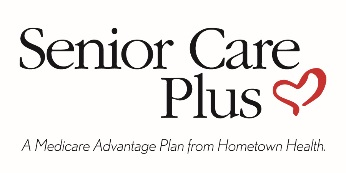 Senior Care
Plus
A Medicare Advantage Plan from Hometown Health.